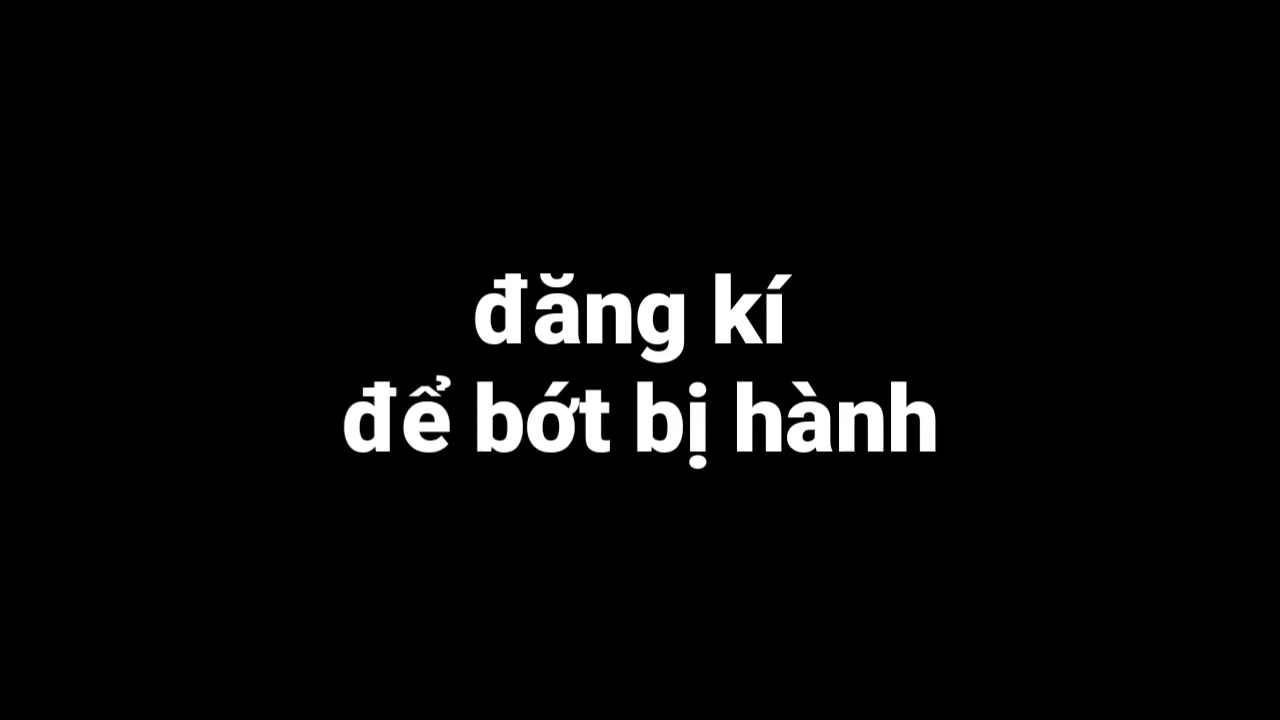 đăng kí
để bớt bị hành